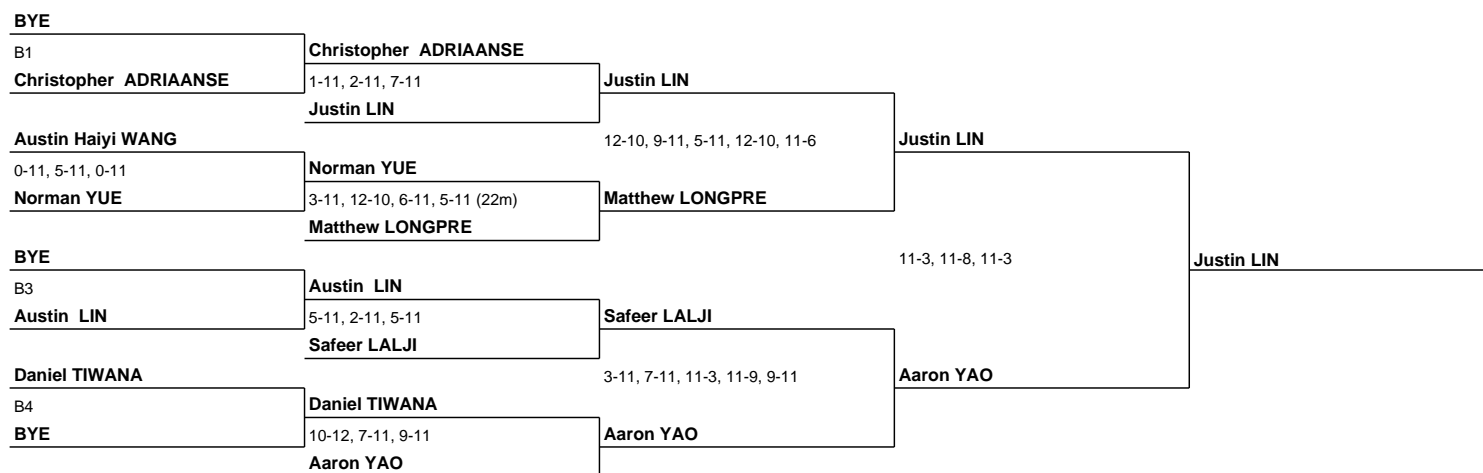 BYE
B1
Christopher ADRIAANSE
Christopher ADRIAANSE
1-11, 2-11, 7-11
Justin LIN
Justin LIN
Austin Haiyi WANG
0-11, 5-11, 0-11
Norman YUE
Norman YUE
3-11, 12-10, 6-11, 5-11 (22m)
Matthew LONGPRE
12-10, 9-11, 5-11, 12-10, 11-6
Matthew LONGPRE
Justin LIN
BYE
B3
Austin LIN
Austin LIN
5-11, 2-11, 5-11
Safeer LALJI
Safeer LALJI
11-3, 11-8, 11-3
Justin LIN
Daniel TIWANA
B4
BYE
Daniel TIWANA
10-12, 7-11, 9-11
Aaron YAO
3-11, 7-11, 11-3, 11-9, 9-11
Aaron YAO
Aaron YAO